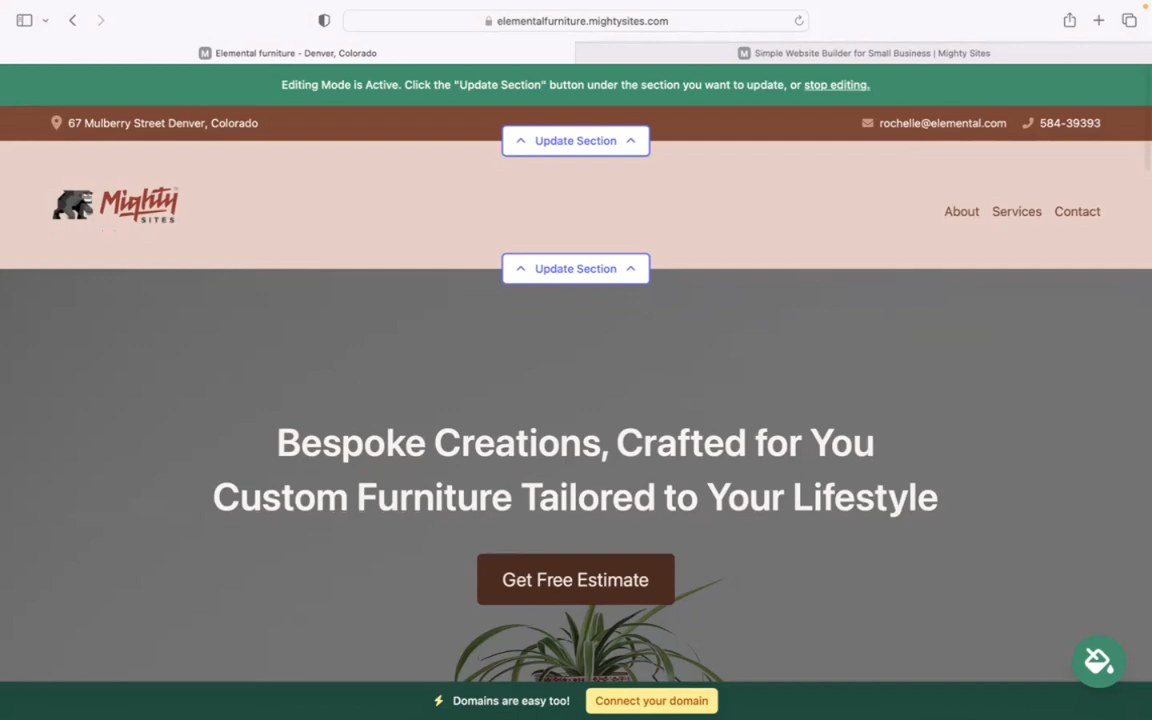 elementalfurniture.mightysites.com
Elemental furniture - Denver, Colorado
Simple Website Builder for Small Business | Mighty Sites
Editing Mode is Active. Click the "Update Section" button under the section you want to update, or stop editing.
67 Mulberry Street Denver, Colorado
rochelle@elemental.com
584-39393
Update Section
Mighty
SITES
About
Services
Contact
Update Section
Bespoke Creations, Crafted for You
Custom Furniture Tailored to Your Lifestyle
Get Free Estimate
Domains are easy too!
Connect your domain